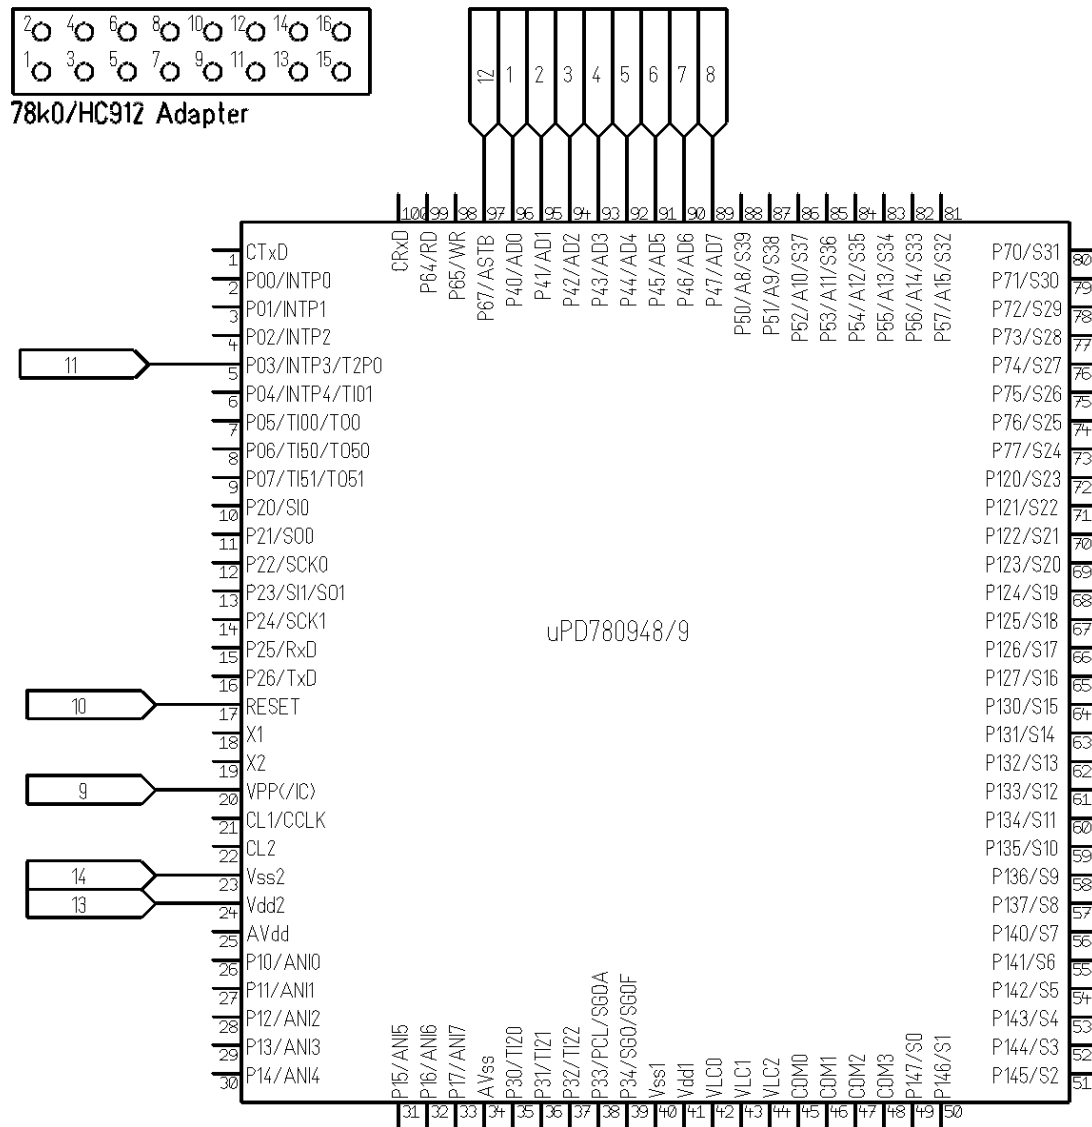 2 4 6 8 10 12 14 16
1 3 5 7 9 11 13 15
78k0/HC912 Adapter
12 1 2 3 4 5 6 7 8
100 99 98 97 96 95 94 93 92 91 90 89 88 87 86 85 84 83 82 81
CRxD
P64/RD
P65/WR
P67/ASTB
P40/AD0
P41/AD1
P42/AD2
P43/AD3
P44/AD4
P45/AD5
P46/AD6
P47/AD7
P50/A8/S39
P51/A9/S38
P52/A10/S37
P53/A11/S36
P54/A12/S35
P55/A13/S34
P56/A14/S33
P57/A15/S32
1 CTxD
2 P00/INTP0
3 P01/INTP1
4 P02/INTP2
11 5 P03/INTP3/T2P0
6 P04/INTP4/TI01
7 P05/TI00/TO0
8 P06/TI50/TO50
9 P07/TI51/TO51
10 P20/SI0
11 P21/SO0
12 P22/SCK0
13 P23/SI1/SO1
14 P24/SCK1
15 P25/RxD
16 P26/TxD
10 17 RESET
18 X1
19 X2
9 20 VPP(/IC)
21 CL1/CCLK
22 CL2
14 23 Vss2
13 24 Vdd2
25 AVdd
26 P10/ANI0
27 P11/ANI1
28 P12/ANI2
29 P13/ANI3
30 P14/ANI4
uPD780948/9
P70/S31 80
P71/S30 79
P72/S29 78
P73/S28 77
P74/S27 76
P75/S26 75
P76/S25 74
P77/S24 73
P120/S23 72
P121/S22 71
P122/S21 70
P123/S20 69
P124/S19 68
P125/S18 67
P126/S17 66
P127/S16 65
P130/S15 64
P131/S14 63
P132/S13 62
P133/S12 61
P134/S11 60
P135/S10 59
P136/S9 58
P137/S8 57
P140/S7 56
P141/S6 55
P142/S5 54
P143/S4 53
P144/S3 52
P145/S2 51
P15/ANI5
P16/ANI6
P17/ANI7
AVss
P30/TI20
P31/TI21
P32/TI22
P33/PCL/SGOA
P34/SGO/SGOF
Vss1
Vdd1
VLC0
VLC1
VLC2
COM0
COM1
COM2
COM3
P147/S0
P146/S1
31 32 33 34 35 36 37 38 39 40 41 42 43 44 45 46 47 48 49 50